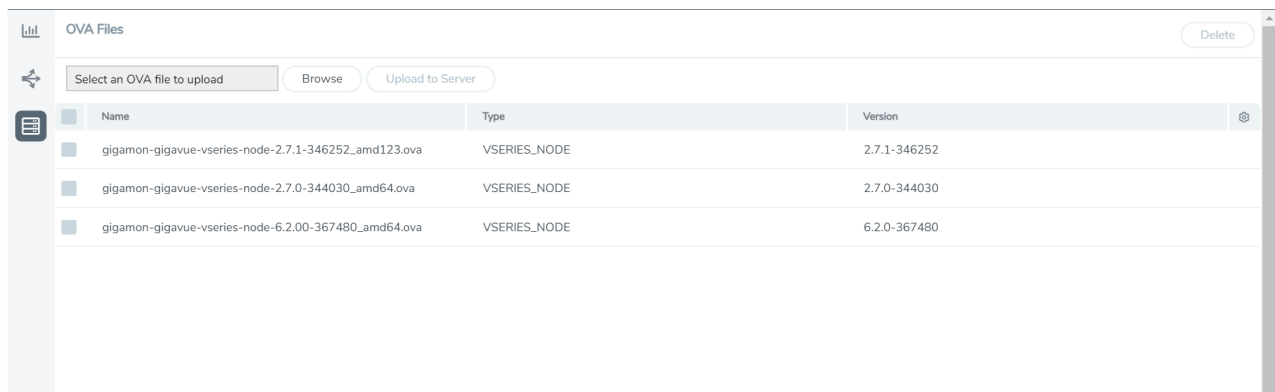 OVA Files
Delete
Select an OVA file to upload Browse Upload to Server
Name Type Version
gigamon-gigavue-vseries-node-2.7.1-346252_amd123.ova VSERIES_NODE 2.7.1-346252
gigamon-gigavue-vseries-node-2.7.0-344030_amd64.ova VSERIES_NODE 2.7.0-344030
gigamon-gigavue-vseries-node-6.2.00-367480_amd64.ova VSERIES_NODE 6.2.0-367480